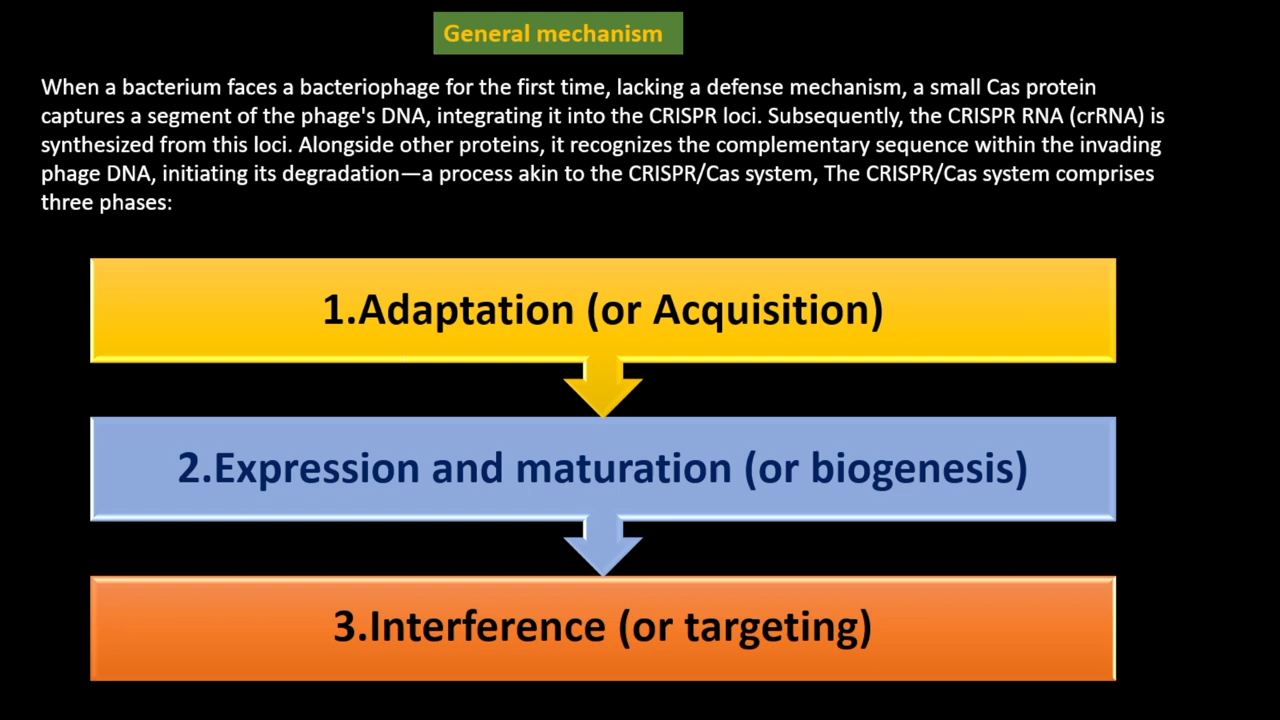 General mechanism
When a bacterium faces a bacteriophage for the first time, lacking a defense mechanism, a small Cas protein
captures a segment of the phage's DNA, integrating it into the CRISPR loci. Subsequently, the CRISPR RNA (crRNA) is
synthesized from this loci. Alongside other proteins, it recognizes the complementary sequence within the invading
phage DNA, initiating its degradation—a process akin to the CRISPR/Cas system, The CRISPR/Cas system comprises
three phases:
1.Adaptation (or Acquisition)
2.Expression and maturation (or biogenesis)
3.Interference (or targeting)